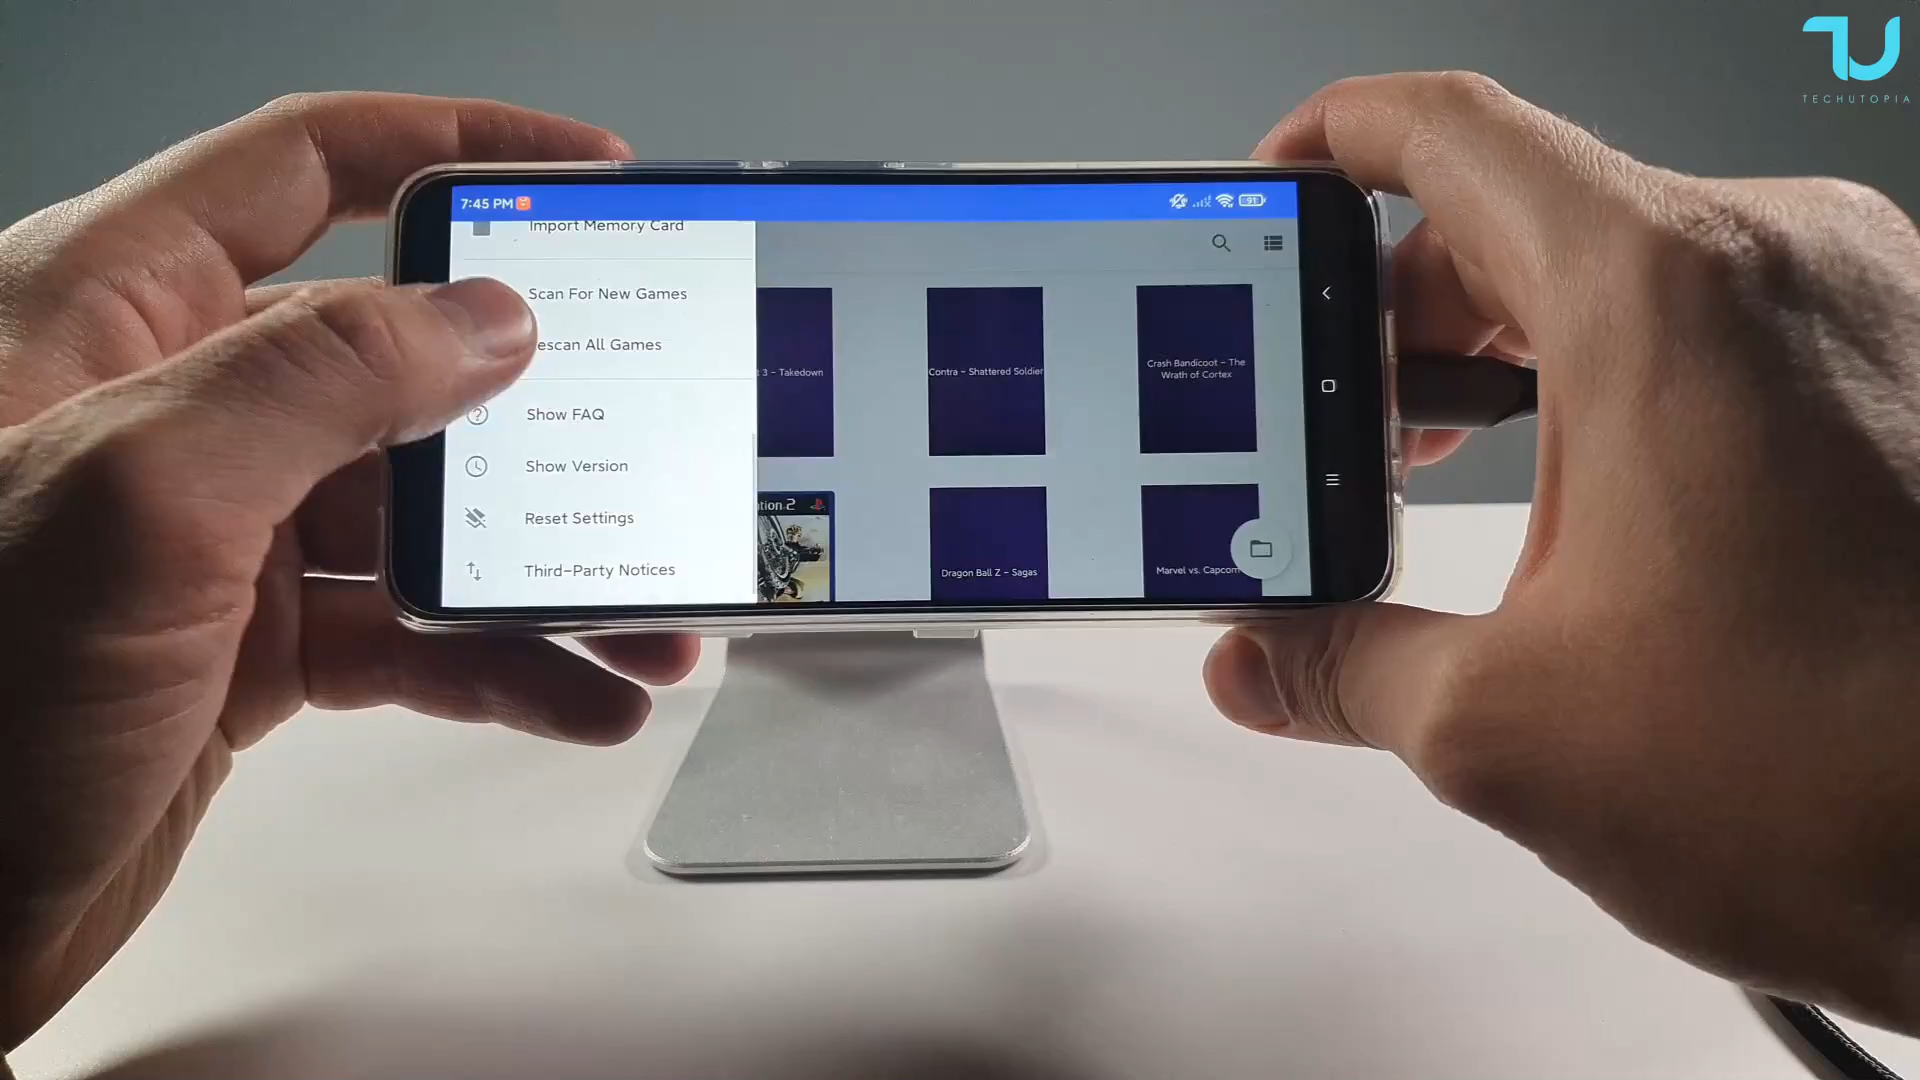 TECHUTOPIA
7:45 PM
91
Import Memory Card
Scan For New Games
escan All Games
Show FAQ
Show Version
Reset Settings
Third-Party Notices
t 3 - Takedown
Contra - Shattered Soldier
Crash Bandicoot - The
Wrath of Cortex
tion 2
Dragon Ball Z - Sagas
Marvel vs. Capcom